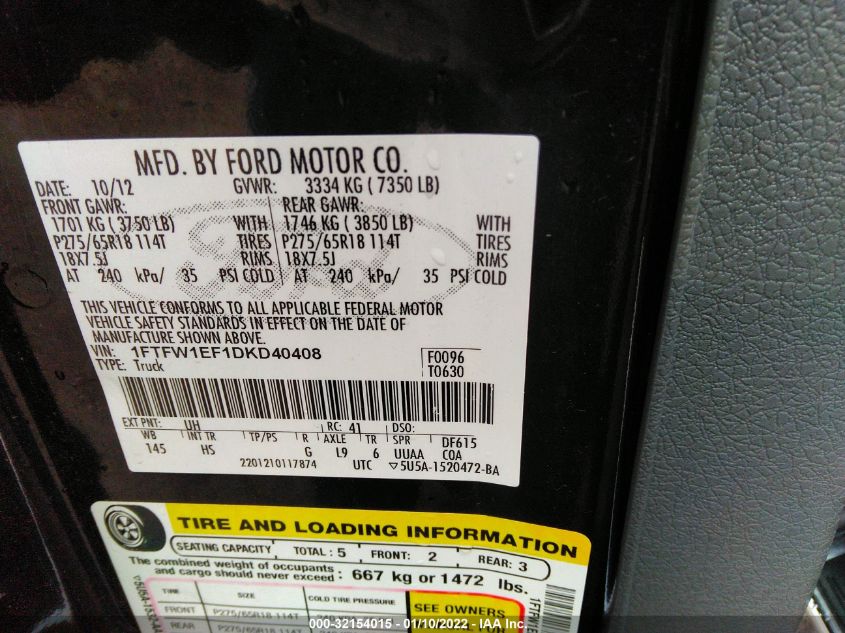 MFD. BY FORD MOTOR CO.
DATE: 10/12 GVWR: 3334 KG ( 7350 LB)
FRONT GAWR: REAR GAWR:
1701 KG ( 3750 LB) WITH 1746 KG ( 3850 LB) WITH
P275/65R18 114T TIRES P275/65R18 114T TIRES
18X7.5J RIMS 18X7.5J RIMS
AT 240 kPa/ 35 PSI COLD AT 240 kPa/ 35 PSI COLD
THIS VEHICLE CONFORMS TO ALL APPLICABLE FEDERAL MOTOR
VEHICLE SAFETY STANDARDS IN EFFECT ON THE DATE OF
MANUFACTURE SHOWN ABOVE.
VIN: 1FTFW1EF1DKD40408 F0096
TYPE: Truck T0630
EXT PNT: UH RC: 41 DSO:
WB INT TR TP/PS R AXLE TR SPR DF615
145 HS G L9 6 UUAA COA
2201210117874 UTC ▽5U5A-1520472-BA
TIRE AND LOADING INFORMATION
SEATING CAPACITY TOTAL : 5 FRONT: 2 REAR: 3
The combined weight of occupants
and cargo should never exceed : 667 kg or 1472 lbs.
TIRE SIZE COLD TIRE PRESSURE SEE OWNERS
FRONT P275/65R18 114T
REAR P275/65R18 114T
000-32154015 - 01/10/2022 - IAA, Inc.